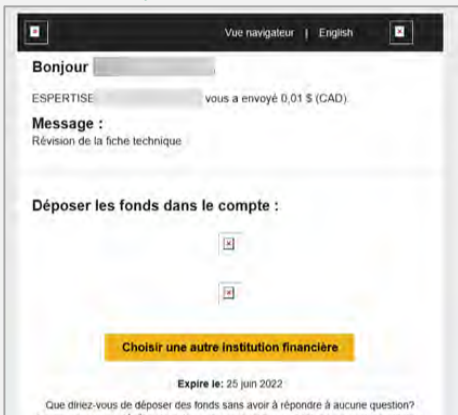 Vue navigateur | English
Bonjour
ESPERTISE vous a envoyé 0,01 $ (CAD)
Message :
Révision de la fiche technique
Déposer les fonds dans le compte :
Choisir une autre institution financière
Expire le: 25 juin 2022
Que diriez-vous de déposer des fonds sans avoir à répondre à aucune question?